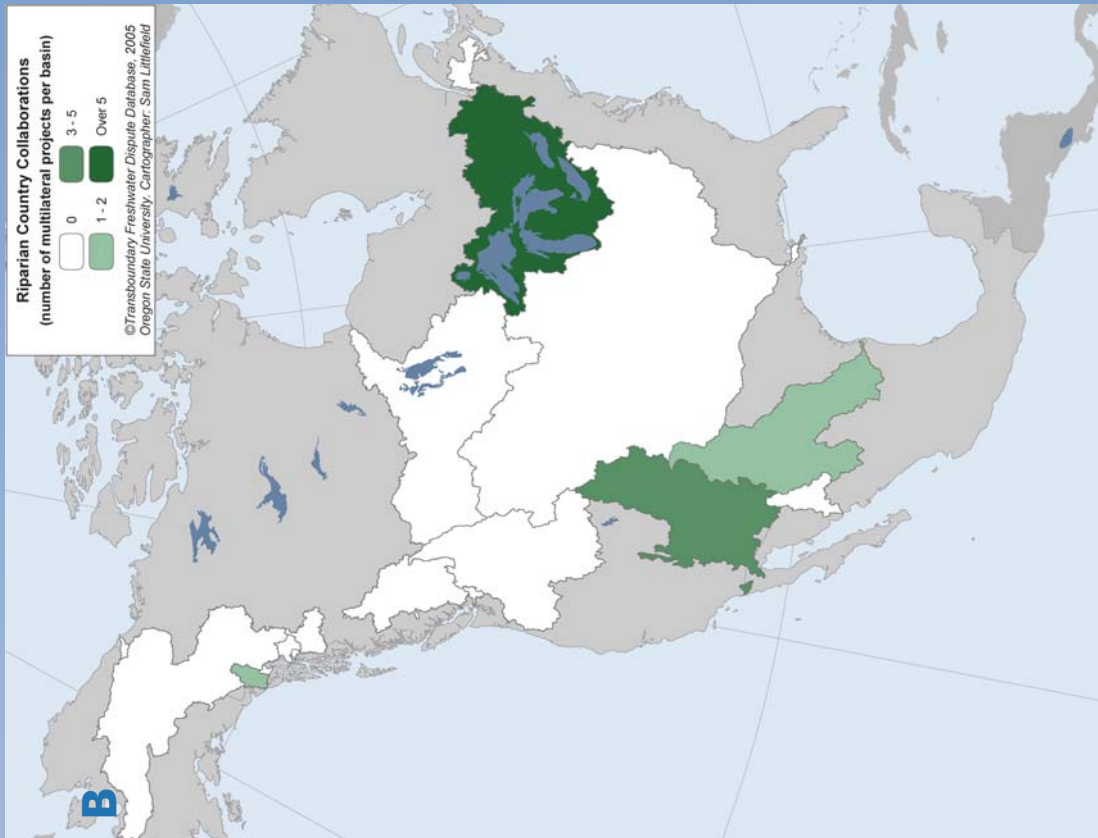 Riparian Country Collaborations
(number of multilateral projects per basin)
0
3 - 5
1 - 2
Over 5
©Transboundary Freshwater Dispute Database, 2005
Oregon State University. Cartographer: Sam Littlefield
B